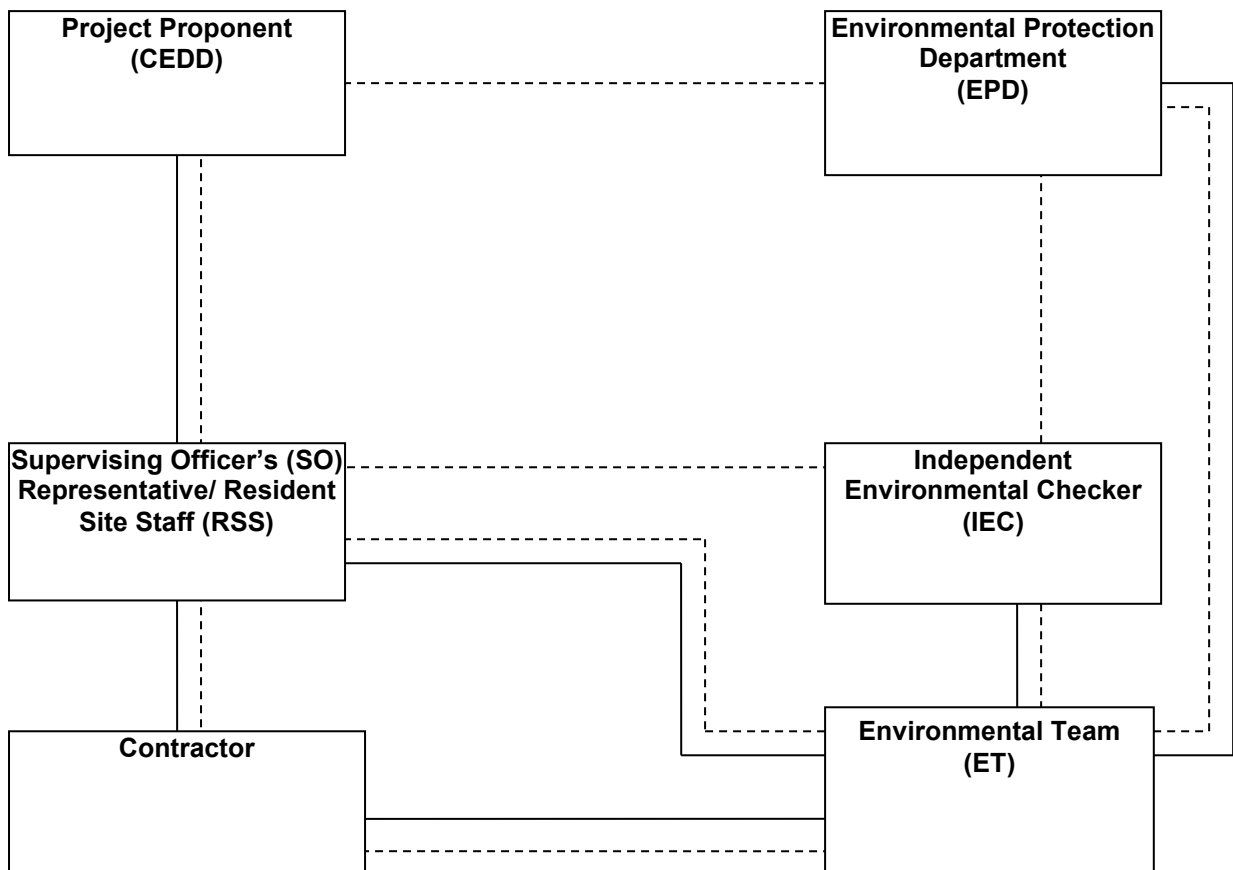 Project Proponent
(CEDD)
Environmental Protection
Department
(EPD)
Supervising Officer's (SO)
Representative/ Resident
Site Staff (RSS)
Independent
Environmental Checker
(IEC)
Contractor
Environmental Team
(ET)